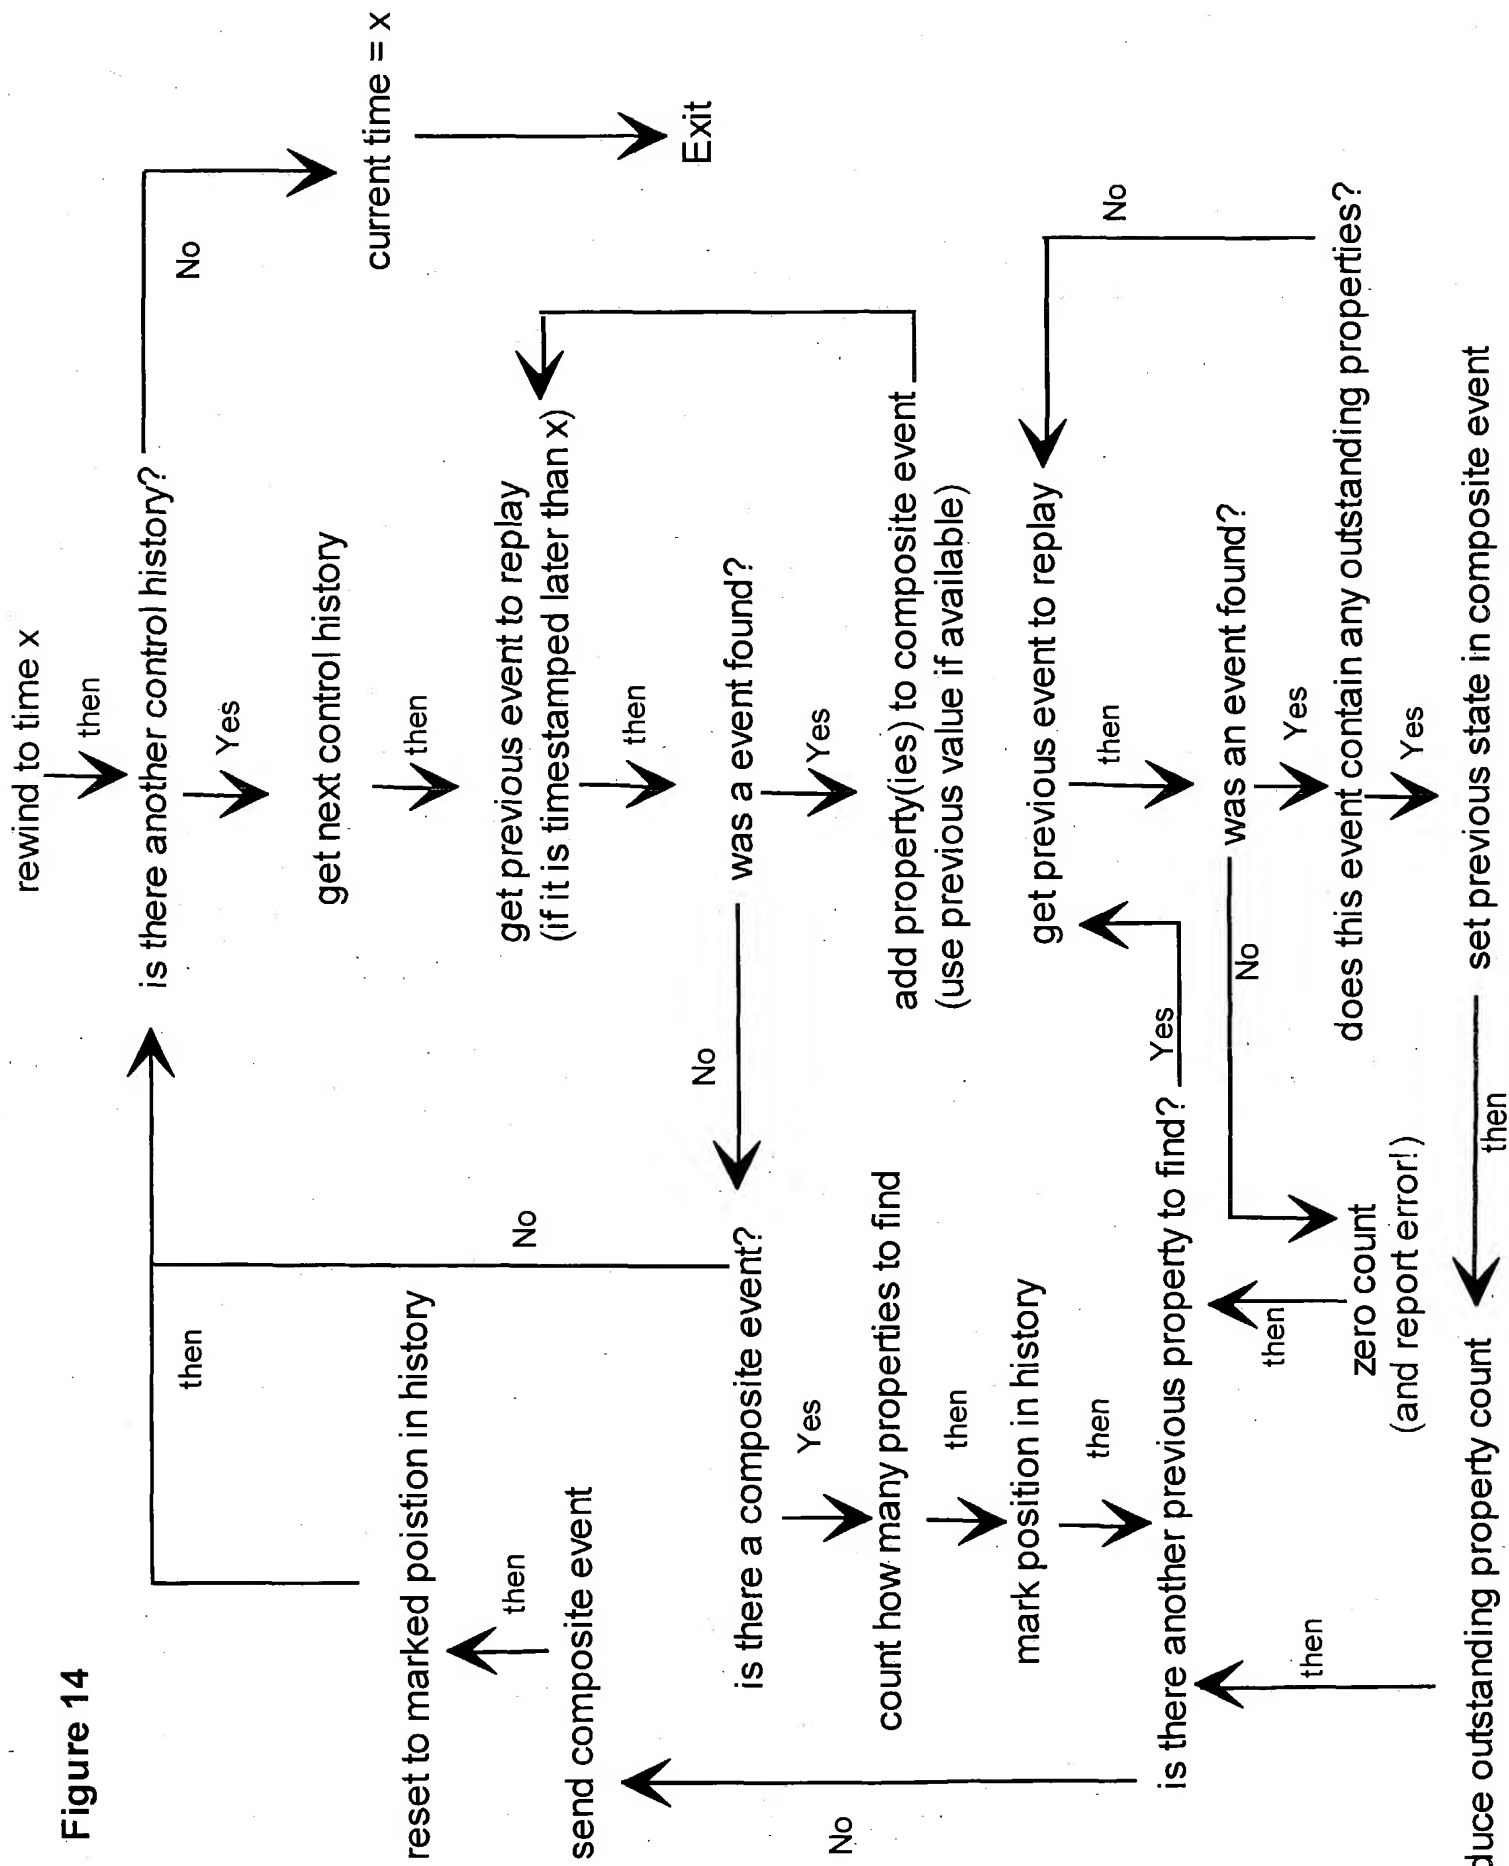 Figure 14
rewind to time x
then
is there another control history?
No
current time = x
Exit
Yes
get next control history
then
get previous event to replay
(if it is timestamped later than x)
then
was a event found?
Yes
add property(ies) to composite event
(use previous value if available)
No
is there a composite event?
No
Yes
count how many properties to find
then
mark position in history
then
is there another previous property to find?
Yes
get previous event to replay
then
was an event found?
Yes
does this event contain any outstanding properties?
No
Yes
set previous state in composite event
then
duce outstanding property count
then
No
zero count
(and report error!)
then
No
send composite event
then
reset to marked poistion in history
then